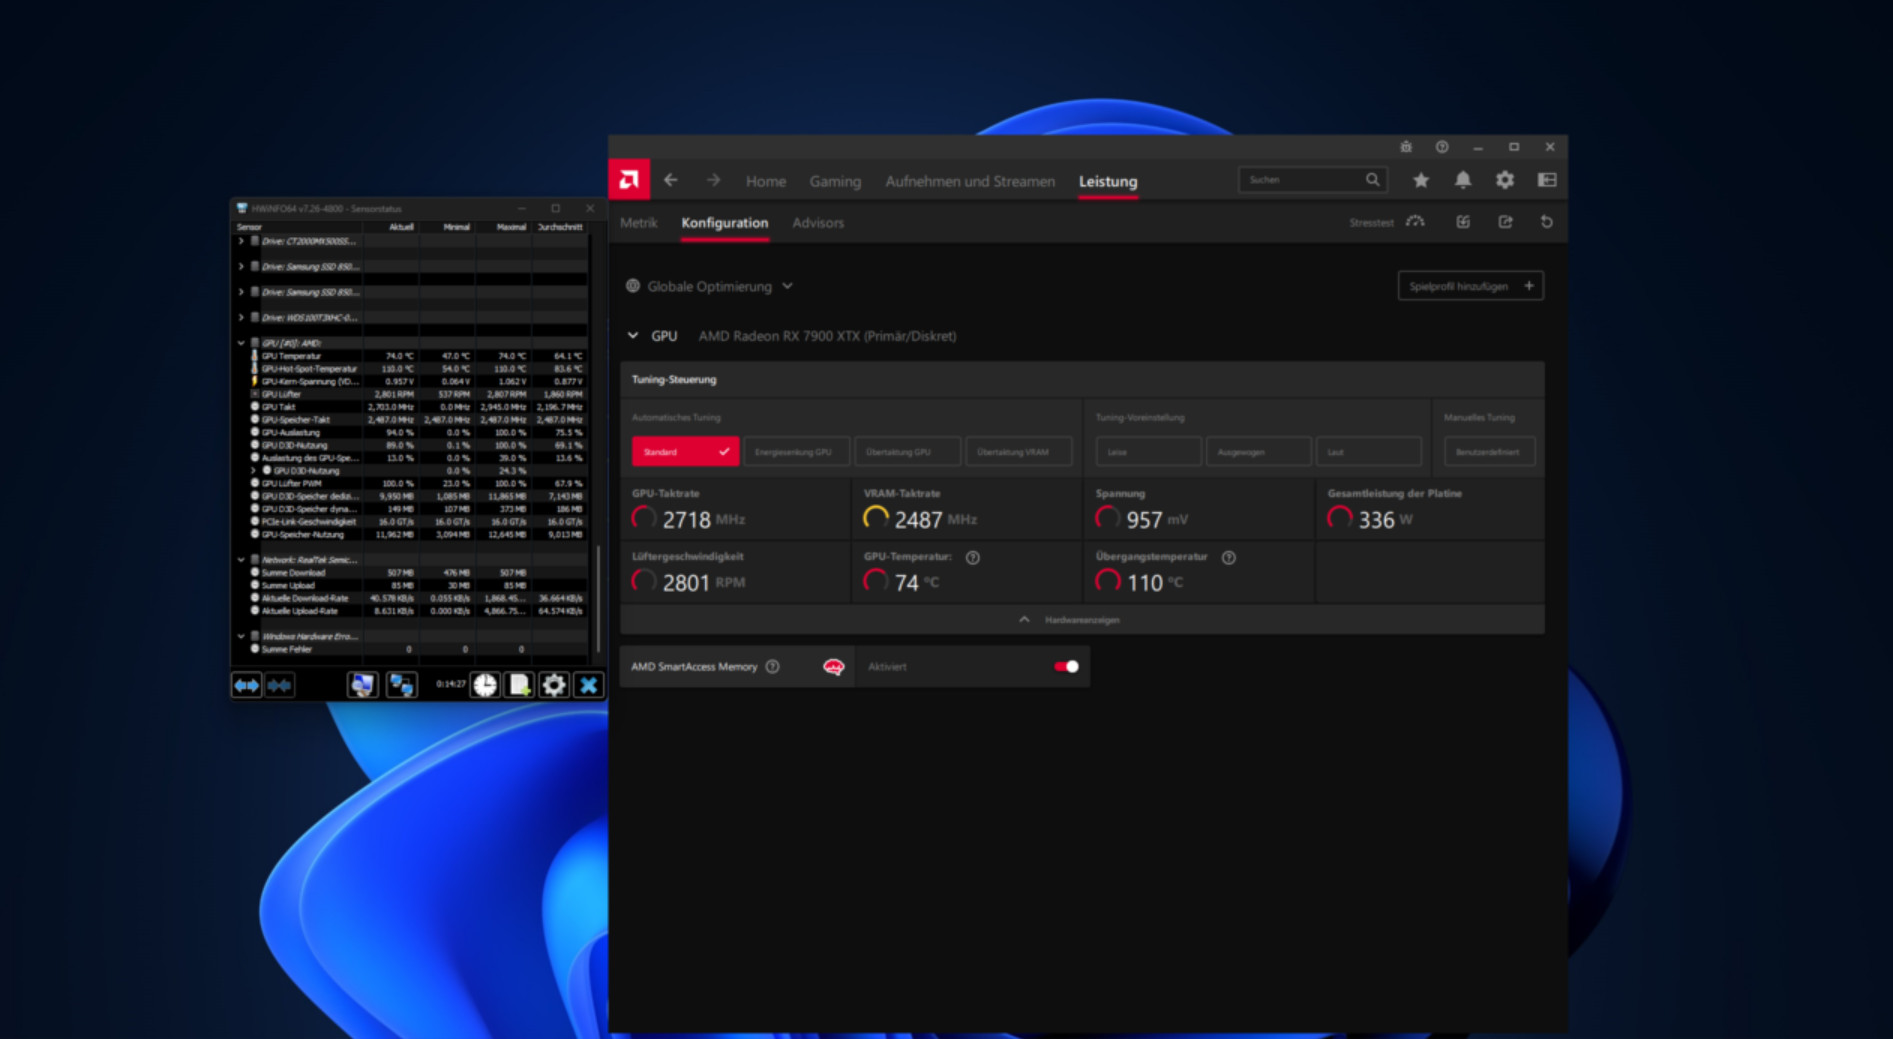 HWiNFO64 v7.26-4800 - Sensorstatus
Sensor Aktuell Minimal Maximal Durchschnitt
Drive: CT2000MX500SS...
Drive: Samsung SSD 850...
Drive: Samsung SSD 850...
Drive: WDS100T3XHC-0...
GPU [#0]: AMD:
GPU Temperatur 74.0 °C 47.0 °C 74.0 °C 64.1 °C
GPU-Hot-Spot-Temperatur 110.0 °C 54.0 °C 110.0 °C 83.6 °C
GPU-Kern-Spannung (VD... 0.957 V 0.064 V 1.062 V 0.877 V
GPU Lüfter 2,801 RPM 537 RPM 2,807 RPM 1,860 RPM
GPU Takt 2,703.0 MHz 0.0 MHz 2,945.0 MHz 2,196.7 MHz
GPU-Speicher-Takt 2,487.0 MHz 2,487.0 MHz 2,487.0 MHz 2,487.0 MHz
GPU-Auslastung 94.0 % 0.0 % 100.0 % 75.5 %
GPU D3D-Nutzung 89.0 % 0.1 % 100.0 % 69.1 %
Auslastung des GPU-Spe... 13.0 % 0.0 % 39.0 % 13.6 %
GPU D3D-Nutzung 0.0 % 24.3 %
GPU Lüfter PWM 100.0 % 23.0 % 100.0 % 67.9 %
GPU D3D-Speicher dedizi... 9,950 MB 1,085 MB 11,865 MB 7,143 MB
GPU D3D-Speicher dyna... 149 MB 107 MB 373 MB 186 MB
PCIe-Link-Geschwindigkeit 16.0 GT/s 16.0 GT/s 16.0 GT/s 16.0 GT/s
GPU-Speicher-Nutzung 11,962 MB 3,094 MB 12,645 MB 9,013 MB
Network: RealTek Semic...
Summe Download 507 MB 476 MB 507 MB
Summe Upload 85 MB 30 MB 85 MB
Aktuelle Download-Rate 40.578 KB/s 0.055 KB/s 1,868.45... 36.664 KB/s
Aktuelle Upload-Rate 8.631 KB/s 0.000 KB/s 4,866.75... 64.574 KB/s
Windows Hardware Erro...
Summe Fehler 0 0 0
0:14:27
Home Gaming Aufnehmen und Streamen Leistung Suchen
Metrik Konfiguration Advisors Stresstest
Globale Optimierung Spielprofil hinzufügen +
GPU AMD Radeon RX 7900 XTX (Primär/Diskret)
Tuning-Steuerung
Automatisches Tuning Tuning-Voreinstellung Manuelles Tuning
Standard Energiesenkung GPU Übertaktung GPU Übertaktung VRAM Leise Ausgewogen Laut Benutzerdefiniert
GPU-Taktrate VRAM-Taktrate Spannung Gesamtleistung der Platine
2718 MHz 2487 MHz 957 mV 336 W
Lüftergeschwindigkeit GPU-Temperatur: Übergangstemperatur
2801 RPM 74 °C 110 °C
Hardwareanzeigen
AMD SmartAccess Memory Aktiviert